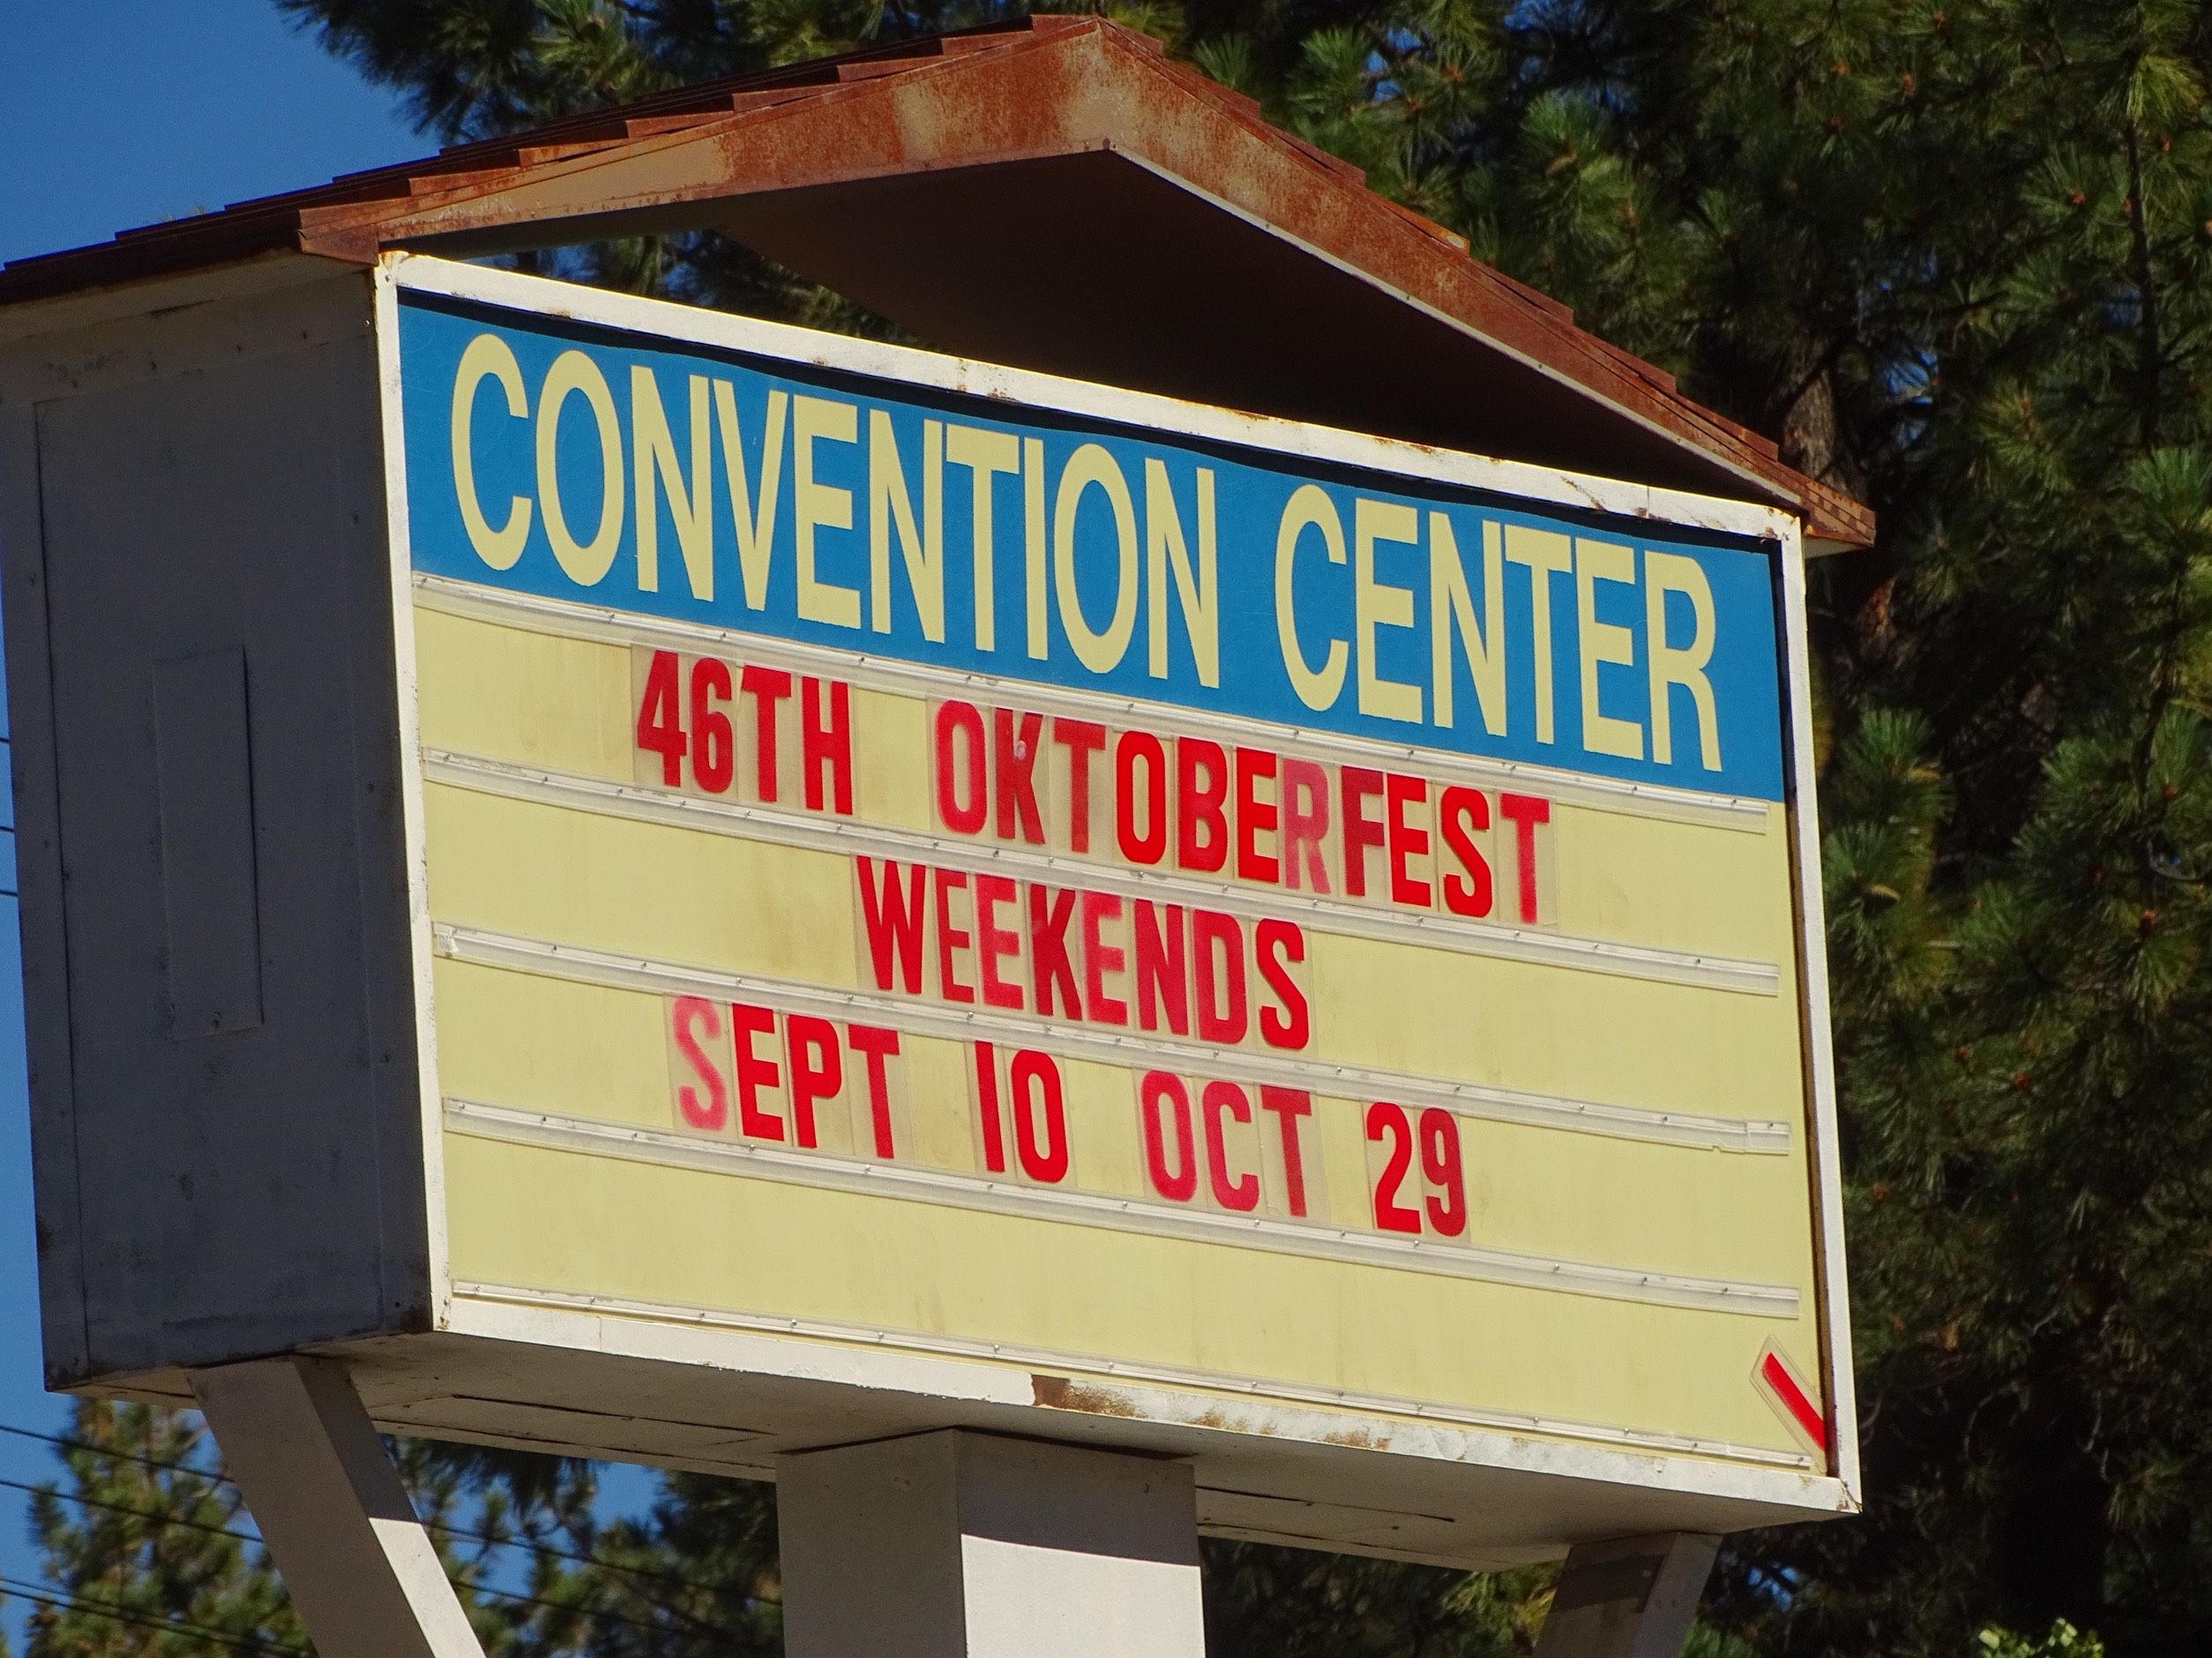 CONVENTION CENTER
46TH OKTOBERFEST
WEEKENDS
SEPT 10 OCT 29